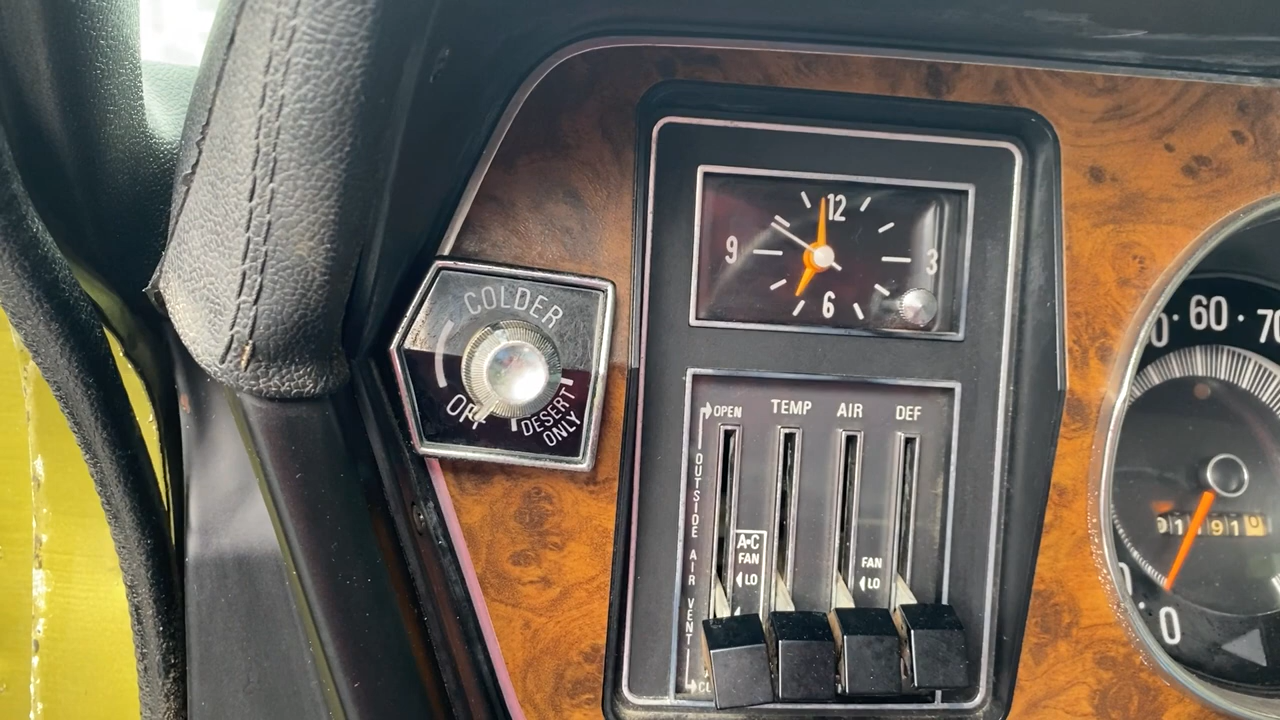 COLDER
OFF
DESERT
ONLY
12
9
3
6
OPEN
TEMP
AIR
DEF
OUTSIDE AIR VENT
A•C
FAN
LO
FAN
LO
60
70
0